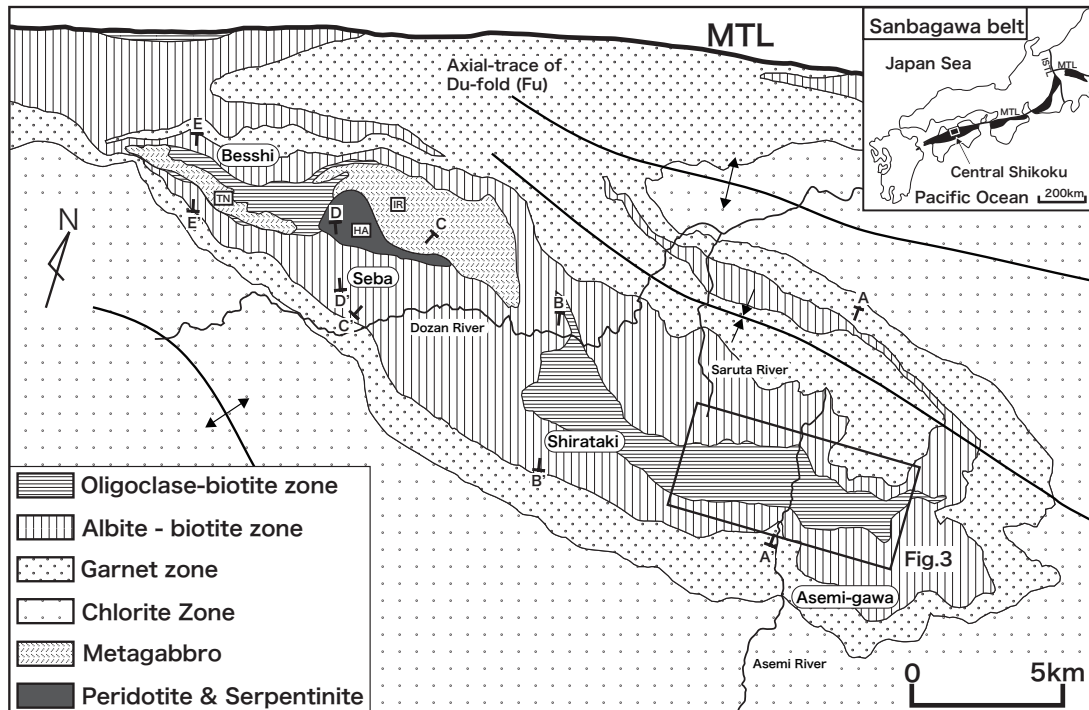 MTL
Axial-trace of
Du-fold (Fu)
Sanbagawa belt
Japan Sea
ISTL
MTL
MTL
Central Shikoku
Pacific Ocean
200km
E
Besshi
TN
IR
E'
D
HA
C
N
Seba
D'
C'
B
A
Dozan River
Saruta River
Shirataki
B'
A'
Fig.3
Asemi-gawa
Asemi River
Oligoclase-biotite zone
Albite - biotite zone
Garnet zone
Chlorite Zone
Metagabbro
Peridotite & Serpentinite
0 5km